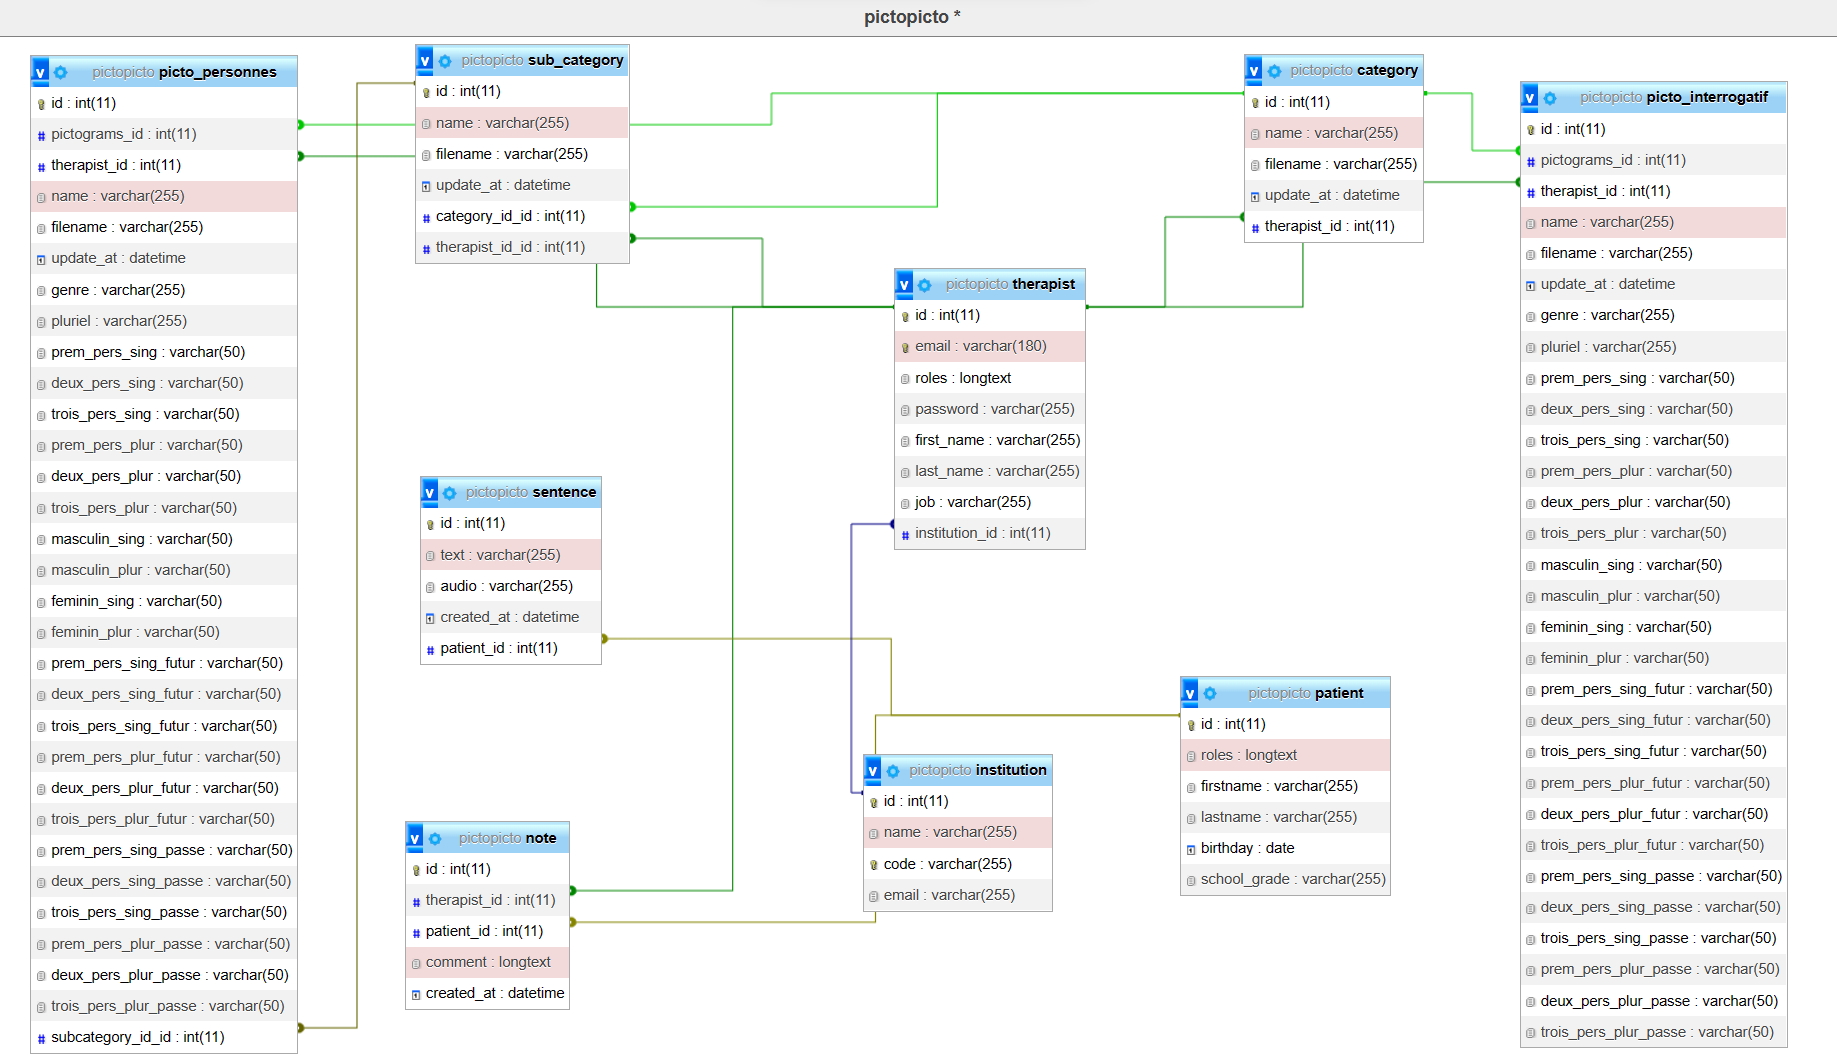 pictopicto *
pictopicto picto_personnes
id : int(11)
pictograms_id : int(11)
therapist_id : int(11)
name : varchar(255)
filename : varchar(255)
update_at : datetime
genre : varchar(255)
pluriel : varchar(255)
prem_pers_sing : varchar(50)
deux_pers_sing : varchar(50)
trois_pers_sing : varchar(50)
prem_pers_plur : varchar(50)
deux_pers_plur : varchar(50)
trois_pers_plur : varchar(50)
masculin_sing : varchar(50)
masculin_plur : varchar(50)
feminin_sing : varchar(50)
feminin_plur : varchar(50)
prem_pers_sing_futur : varchar(50)
deux_pers_sing_futur : varchar(50)
trois_pers_sing_futur : varchar(50)
prem_pers_plur_futur : varchar(50)
deux_pers_plur_futur : varchar(50)
trois_pers_plur_futur : varchar(50)
prem_pers_sing_passe : varchar(50)
deux_pers_sing_passe : varchar(50)
trois_pers_sing_passe : varchar(50)
prem_pers_plur_passe : varchar(50)
deux_pers_plur_passe : varchar(50)
trois_pers_plur_passe : varchar(50)
subcategory_id_id : int(11)
pictopicto sub_category
id : int(11)
name : varchar(255)
filename : varchar(255)
update_at : datetime
category_id_id : int(11)
therapist_id_id : int(11)
pictopicto sentence
id : int(11)
text : varchar(255)
audio : varchar(255)
created_at : datetime
patient_id : int(11)
pictopicto note
id : int(11)
therapist_id : int(11)
patient_id : int(11)
comment : longtext
created_at : datetime
pictopicto therapist
id : int(11)
email : varchar(180)
roles : longtext
password : varchar(255)
first_name : varchar(255)
last_name : varchar(255)
job : varchar(255)
institution_id : int(11)
pictopicto institution
id : int(11)
name : varchar(255)
code : varchar(255)
email : varchar(255)
pictopicto category
id : int(11)
name : varchar(255)
filename : varchar(255)
update_at : datetime
therapist_id : int(11)
pictopicto patient
id : int(11)
roles : longtext
firstname : varchar(255)
lastname : varchar(255)
birthday : date
school_grade : varchar(255)
pictopicto picto_interrogatif
id : int(11)
pictograms_id : int(11)
therapist_id : int(11)
name : varchar(255)
filename : varchar(255)
update_at : datetime
genre : varchar(255)
pluriel : varchar(255)
prem_pers_sing : varchar(50)
deux_pers_sing : varchar(50)
trois_pers_sing : varchar(50)
prem_pers_plur : varchar(50)
deux_pers_plur : varchar(50)
trois_pers_plur : varchar(50)
masculin_sing : varchar(50)
masculin_plur : varchar(50)
feminin_sing : varchar(50)
feminin_plur : varchar(50)
prem_pers_sing_futur : varchar(50)
deux_pers_sing_futur : varchar(50)
trois_pers_sing_futur : varchar(50)
prem_pers_plur_futur : varchar(50)
deux_pers_plur_futur : varchar(50)
trois_pers_plur_futur : varchar(50)
prem_pers_sing_passe : varchar(50)
deux_pers_sing_passe : varchar(50)
trois_pers_sing_passe : varchar(50)
prem_pers_plur_passe : varchar(50)
deux_pers_plur_passe : varchar(50)
trois_pers_plur_passe : varchar(50)